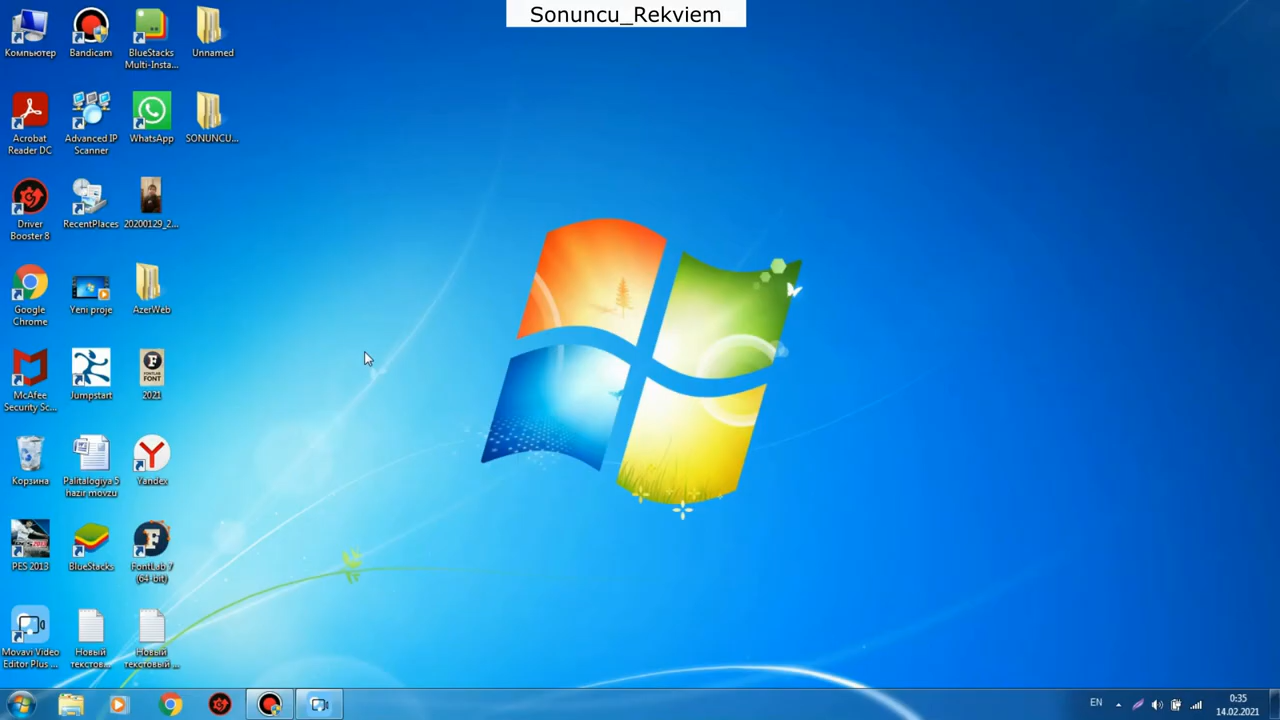 Sonuncu_Rekviem
Компьютер
Bandicam
BlueStacks
Multi-Insta...
Unnamed
Acrobat
Reader DC
Advanced IP
Scanner
WhatsApp
SONUNCU...
Driver
Booster 8
RecentPlaces
20200129_2...
Google
Chrome
Yeni proje
AzerWeb
McAfee
Security Sc...
Jumpstart
FONTLAB
FONT
2021
Корзина
Palitalogiya 5
hazir movzu
Yandex
PES 2013
BlueStacks
FontLab 7
(64-bit)
Movavi Video
Editor Plus ...
Новый
текстов...
Новый
текстовый ...
EN
0:35
14.02.2021